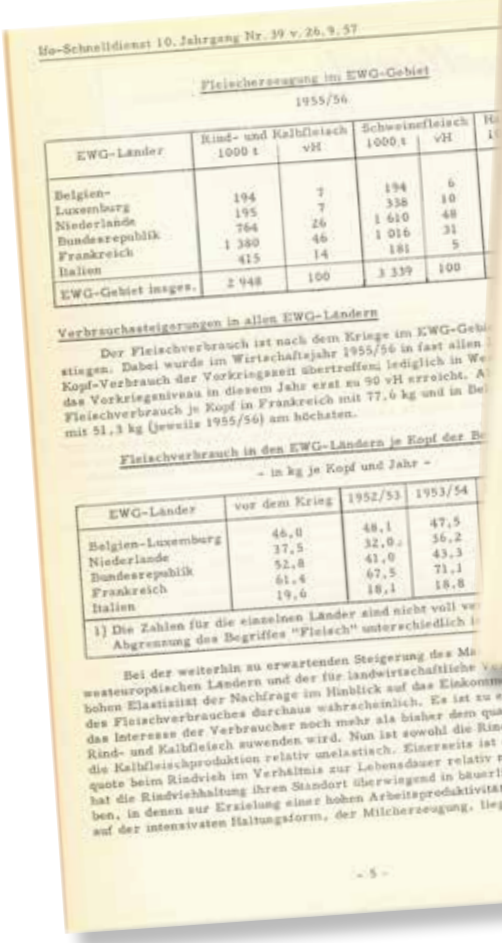 Ifo-Schnelldienst 10. Jahrgang Nr. 39 v. 26. 9. 57
Fleischerzeugung im EWG-Gebiet
1955/56
EWG-Länder Rind- und Kalbfleisch Schweinefleisch
1000 t vH 1000 t vH
Belgien-
Luxemburg 194 7 194 6
Niederlande 195 7 338 10
Bundesrepublik 764 26 1 610 48
Frankreich 1 380 46 1 016 31
Italien 415 14 181 5
EWG-Gebiet insges. 2 948 100 3 339 100
Verbrauchssteigerungen in allen EWG-Ländern
Der Fleischverbrauch ist nach dem Kriege im EWG-Gebi
stiegen. Dabei wurde im Wirtschaftsjahr 1955/56 in fast allen
Kopf-Verbrauch der Vorkriegszeit übertroffen; lediglich in We
das Vorkriegsniveau in diesem Jahr erst zu 90 vH erreicht. A
Fleischverbrauch je Kopf in Frankreich mit 77,6 kg und in Bel
mit 51,3 kg (jeweils 1955/56) am höchsten.
Fleischverbrauch in den EWG-Ländern je Kopf der Be
- in kg je Kopf und Jahr -
EWG-Länder vor dem Krieg 1952/53 1953/54
Belgien-Luxemburg 46,0 48,1 47,5
Niederlande 37,5 32,0 36,2
Bundesrepublik 52,8 41,0 43,3
Frankreich 61,4 67,5 71,1
Italien 19,6 18,1 18,8
1) Die Zahlen für die einzelnen Länder sind nicht voll ve
Abgrenzung des Begriffes "Fleisch" unterschiedlich i
Bei der weiterhin zu erwartenden Steigerung des Ma
westeuropäischen Ländern und der für landwirtschaftliche
hohen Elastizität der Nachfrage im Hinblick auf das Einkomme
des Fleischverbrauches durchaus wahrscheinlich. Es ist zu e
das Interesse der Verbraucher noch mehr als bisher dem qua
Rind- und Kalbfleisch zuwenden wird. Nun ist sowohl die Rind
die Kalbfleischproduktion relativ unelastisch. Einerseits ist
quote beim Rindvieh im Verhältnis zur Lebensdauer relativ n
hat die Rindviehhaltung ihren Standort überwiegend in bäuerl
ben, in denen zur Erzielung einer hohen Arbeitsproduktivität
auf der intensivsten Haltungsform, der Milcherzeugung, lieg
- 5 -